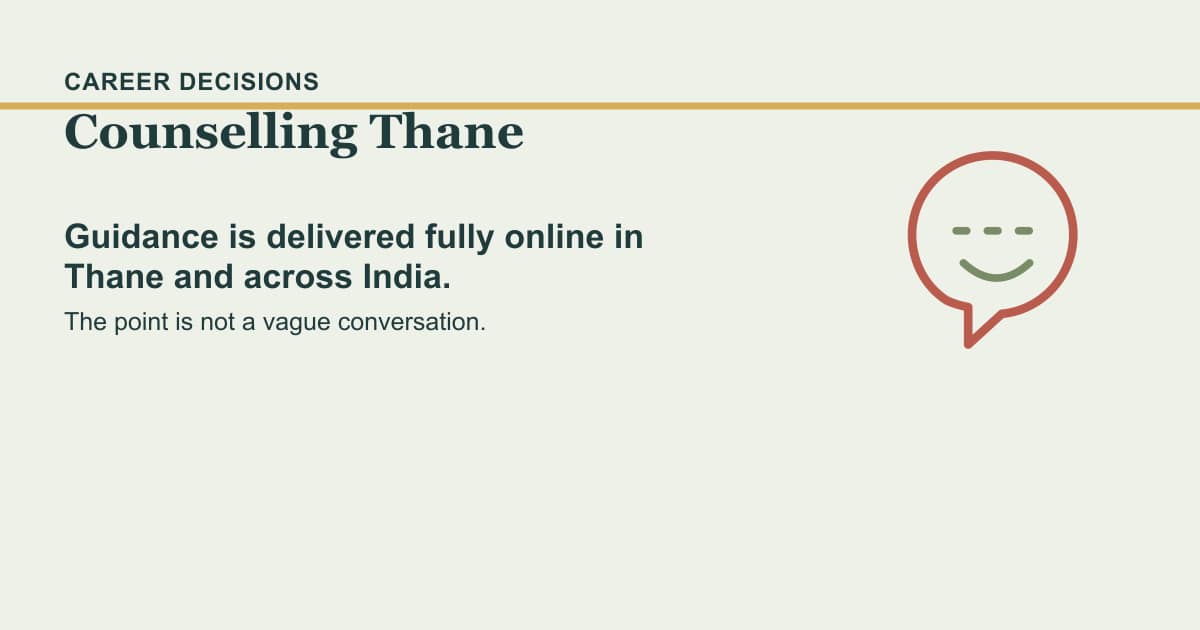 CAREER DECISIONS
Counselling Thane
Guidance is delivered fully online in
Thane and across India.
The point is not a vague conversation.